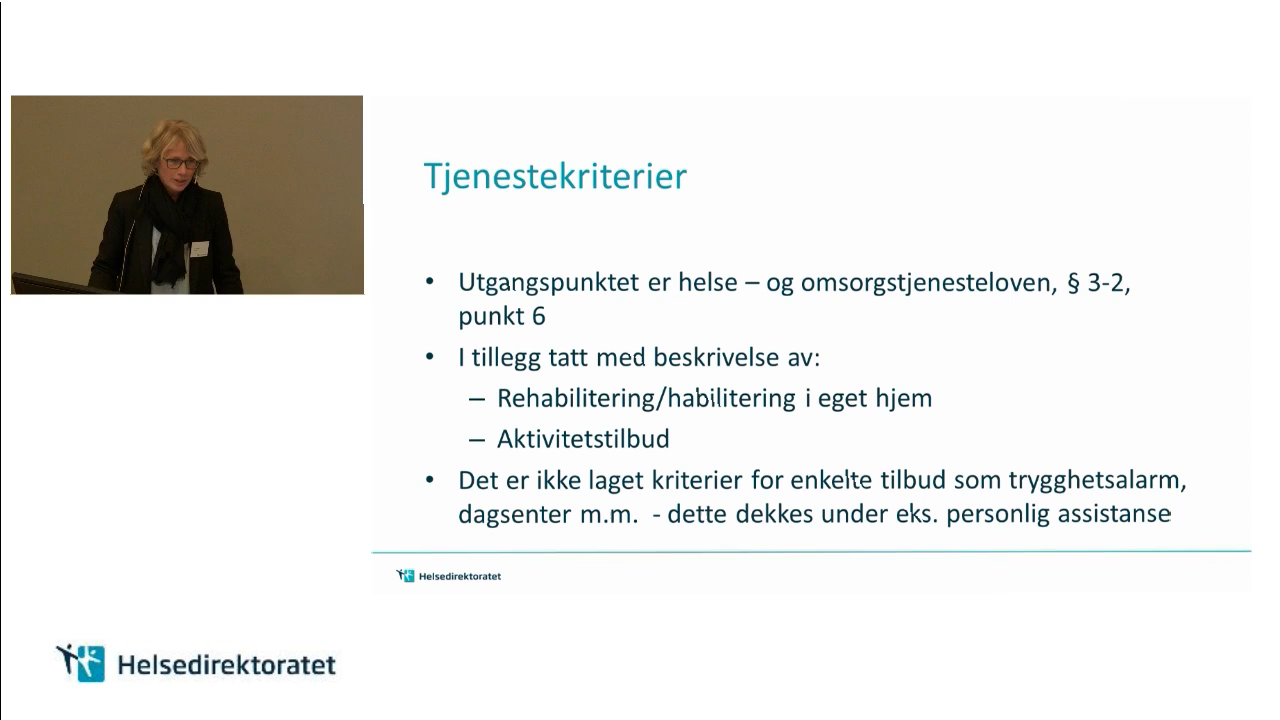 Tjenestekriterier
• Utgangspunktet er helse – og omsorgstjenesteloven, § 3-2,
punkt 6
• I tillegg tatt med beskrivelse av:
– Rehabilitering/habilitering i eget hjem
– Aktivitetstilbud
• Det er ikke laget kriterier for enkelte tilbud som trygghetsalarm,
dagsenter m.m. - dette dekkes under eks. personlig assistanse
Helsedirektoratet
Helsedirektoratet